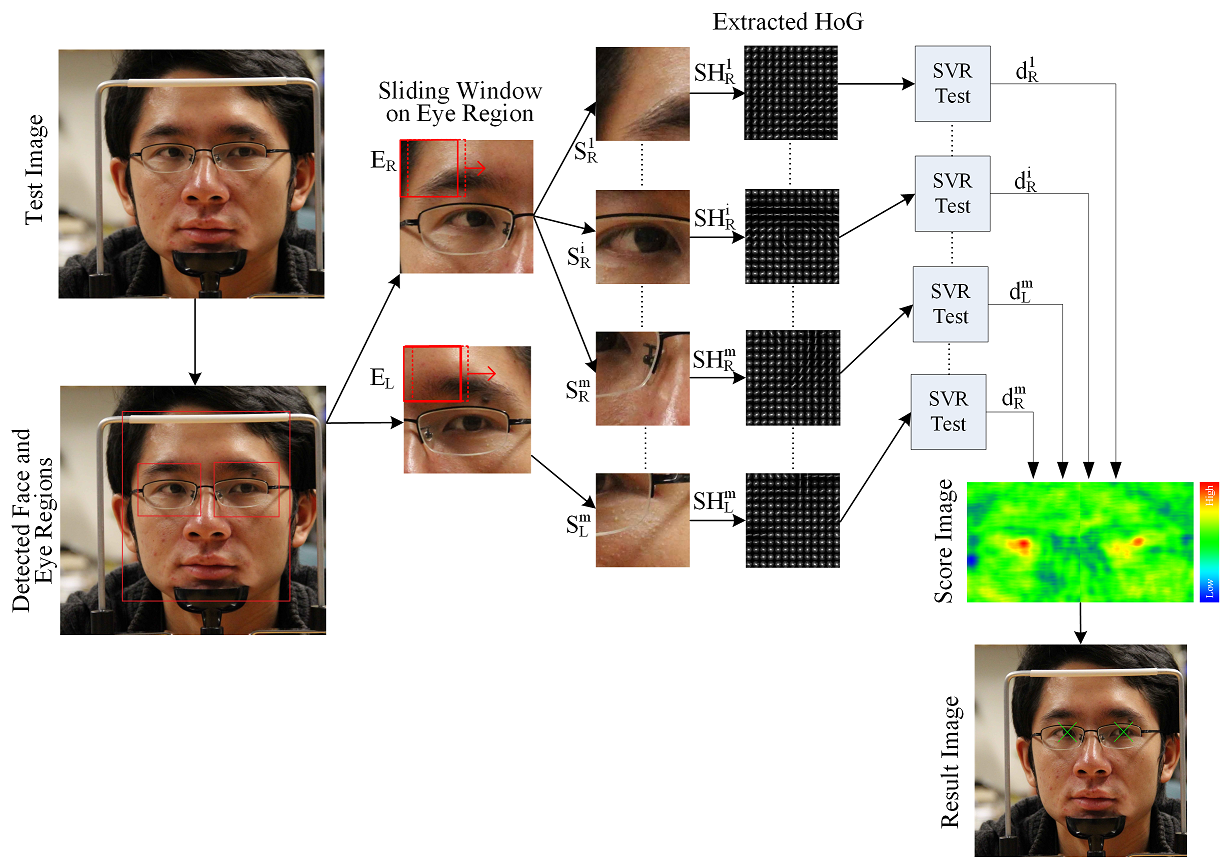 Extracted HoG
Test Image
Sliding Window
on Eye Region
E_R
E_L
S_R^1
S_R^i
S_R^m
S_L^m
SH_R^1
SH_R^i
SH_R^m
SH_L^m
SVR
Test
SVR
Test
SVR
Test
SVR
Test
d_R^1
d_R^i
d_L^m
d_R^m
Detected Face and
Eye Regions
Score Image
High
Low
Result Image